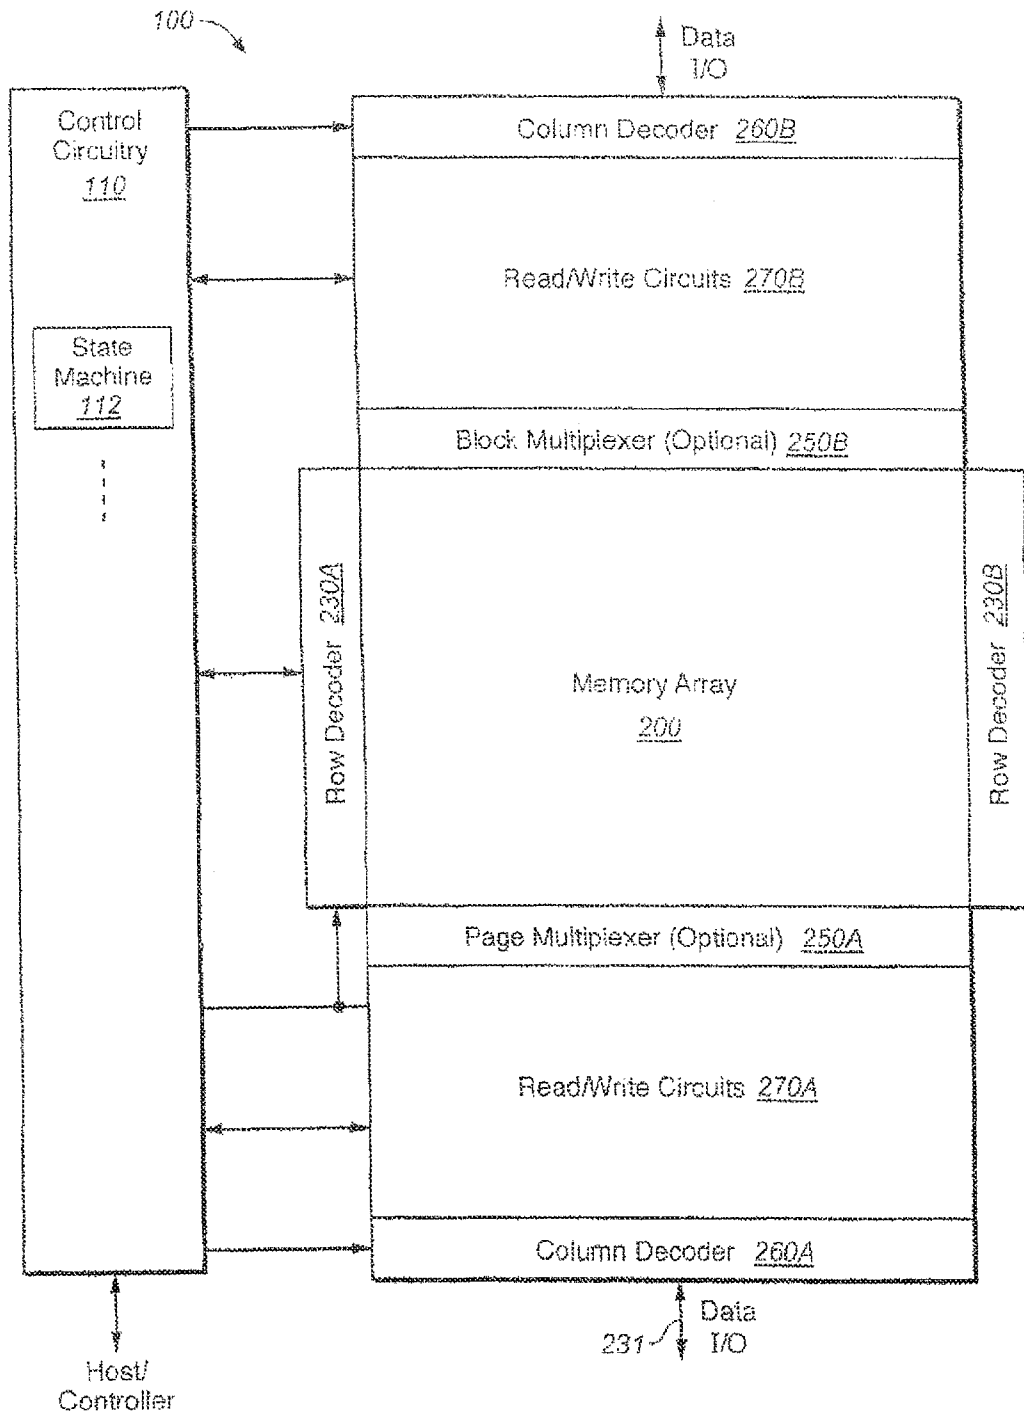 100
Data
I/O
Control
Circuitry
110
Column Decoder 260B
Read/Write Circuits 270B
State
Machine
112
Block Multiplexer (Optional) 250B
Row Decoder 230A
Memory Array
200
Row Decoder 230B
Page Multiplexer (Optional) 250A
Read/Write Circuits 270A
Column Decoder 260A
231
Data
I/O
Host/
Controller